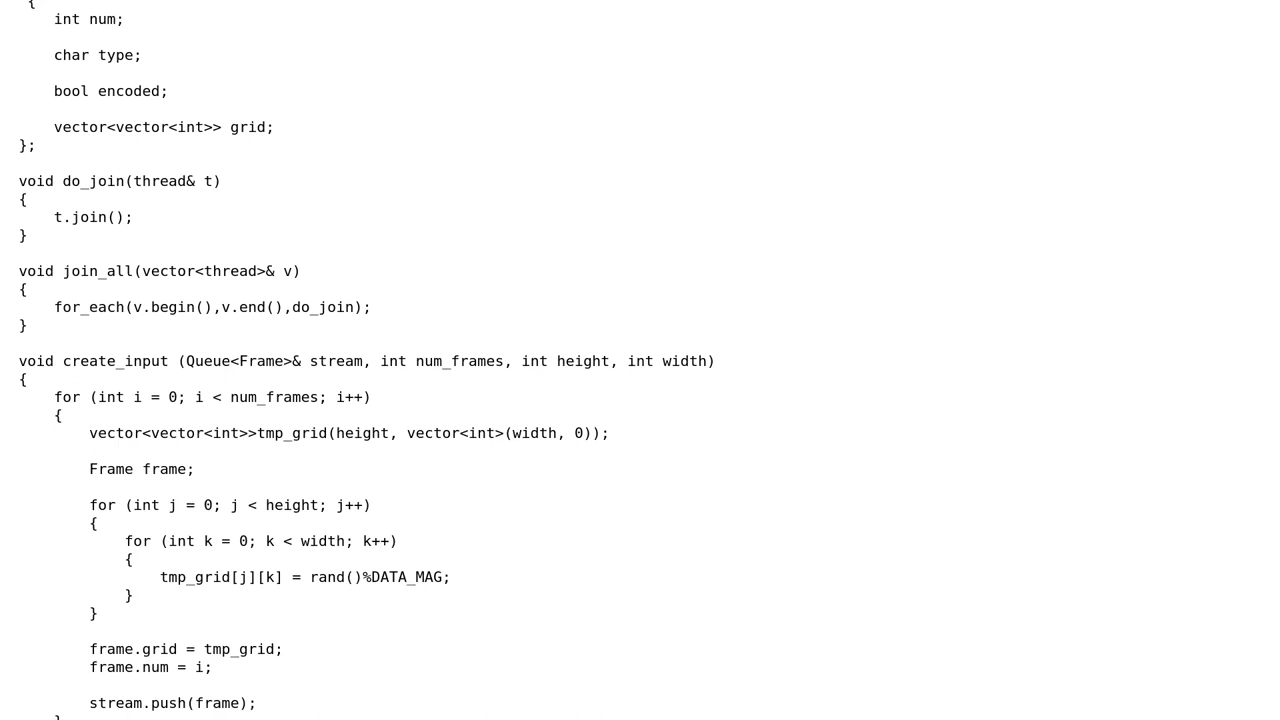 {
    int num;

    char type;

    bool encoded;

    vector<vector<int>> grid;
};

void do_join(thread& t)
{
    t.join();
}

void join_all(vector<thread>& v)
{
    for_each(v.begin(),v.end(),do_join);
}

void create_input (Queue<Frame>& stream, int num_frames, int height, int width)
{
    for (int i = 0; i < num_frames; i++)
    {
        vector<vector<int>>tmp_grid(height, vector<int>(width, 0));

        Frame frame;

        for (int j = 0; j < height; j++)
        {
            for (int k = 0; k < width; k++)
            {
                tmp_grid[j][k] = rand()%DATA_MAG;
            }
        }

        frame.grid = tmp_grid;
        frame.num = i;

        stream.push(frame);
    }